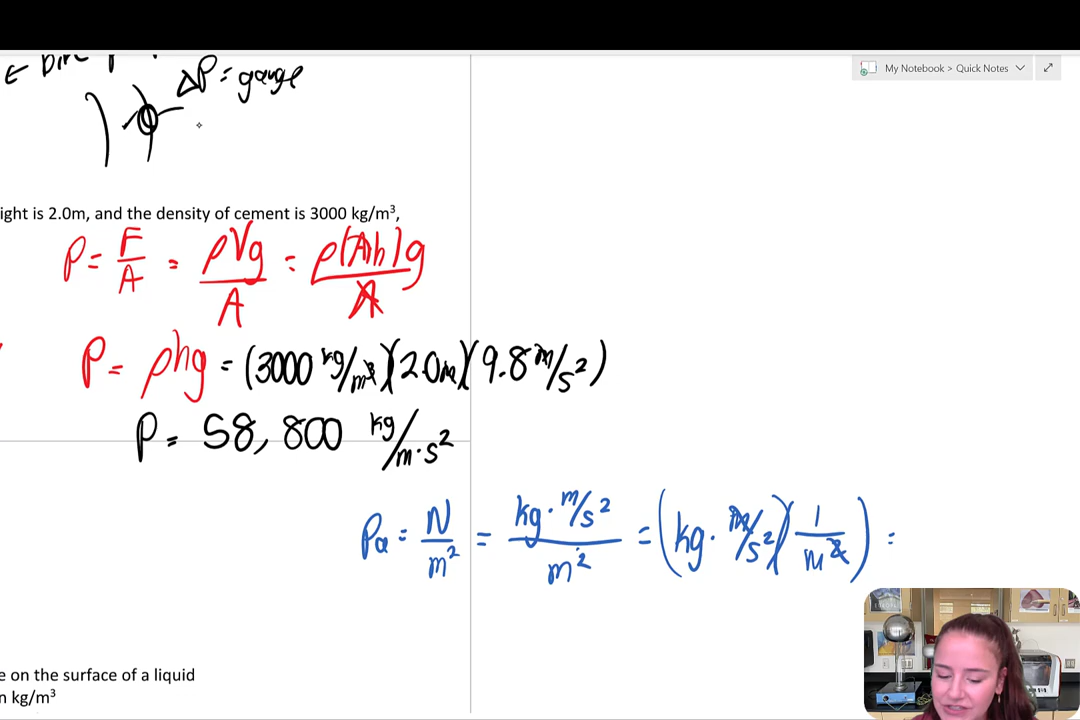 ← Dire
ΔP = gauge
My Notebook > Quick Notes
ight is 2.0m, and the density of cement is 3000 kg/m³,
P = F/A = ρVg/A = ρ(Ah)g/A
P = ρhg = (3000 kg/m³)(2.0m)(9.8 m/s²)
P = 58,800 kg/m·s²
Pa = N/m² = kg·m/s²/m² = (kg·m/s²)(1/m²) =
e on the surface of a liquid
n kg/m³